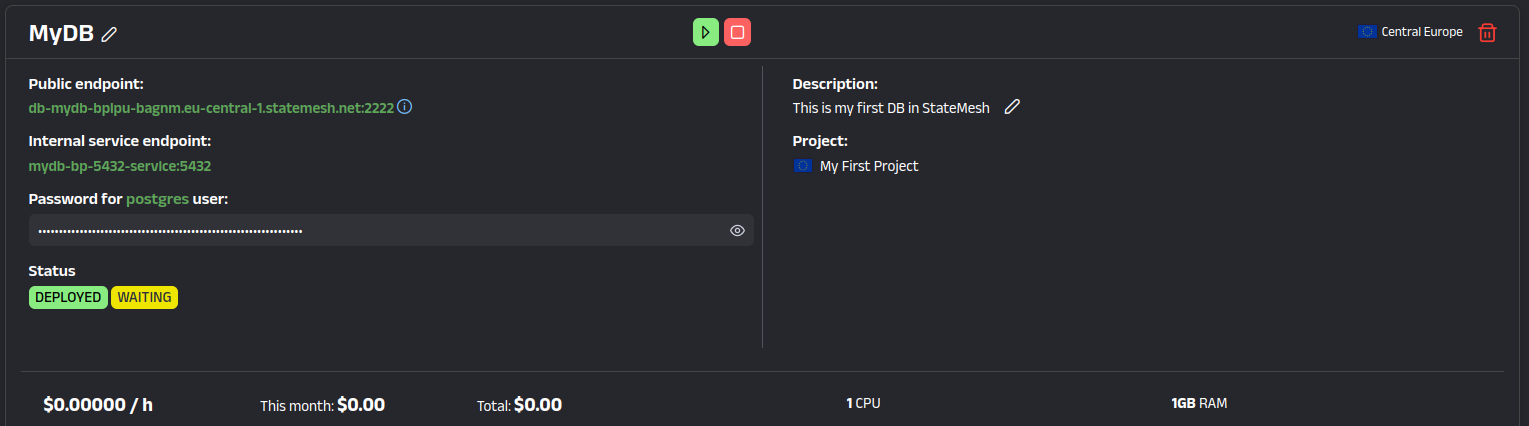 MyDB
Central Europe
Public endpoint:
db-mydb-bplpu-bagnm.eu-central-1.statemesh.net:2222
Internal service endpoint:
mydb-bp-5432-service:5432
Password for postgres user:
Status
DEPLOYED WAITING
Description:
This is my first DB in StateMesh
Project:
My First Project
$0.00000 / h
This month: $0.00
Total: $0.00
1 CPU
1GB RAM